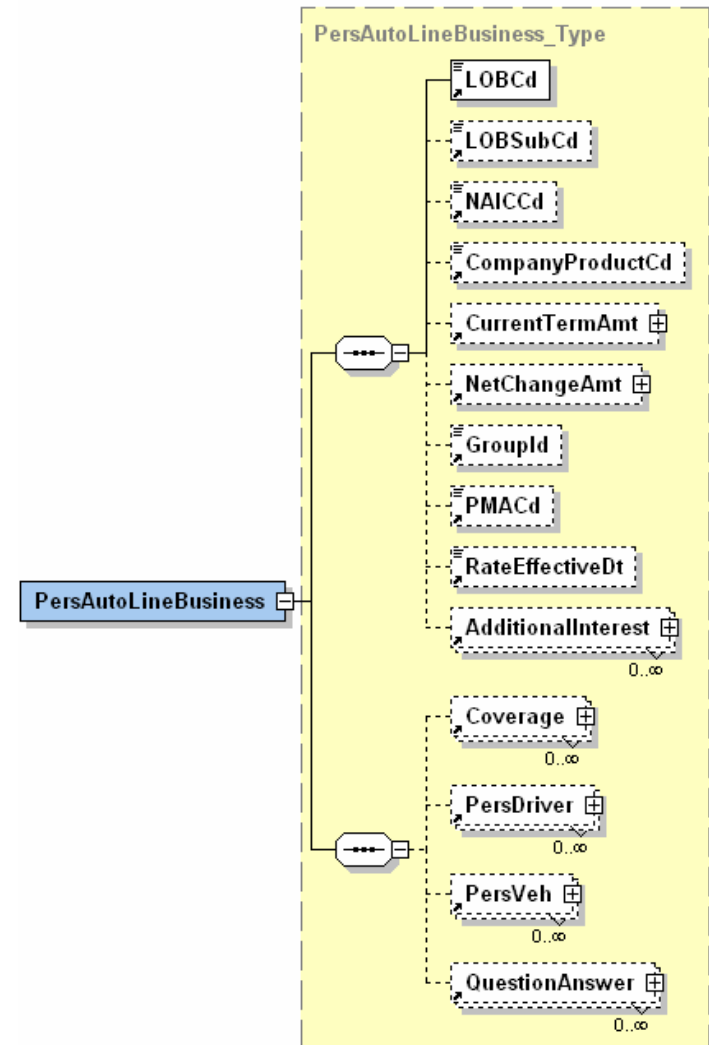 PersAutoLineBusiness_Type
LOBCd
LOBSubCd
NAICCd
CompanyProductCd
CurrentTermAmt
NetChangeAmt
GroupId
PMACd
RateEffectiveDt
PersAutoLineBusiness
AdditionalInterest
0..∞
Coverage
0..∞
PersDriver
0..∞
PersVeh
0..∞
QuestionAnswer
0..∞